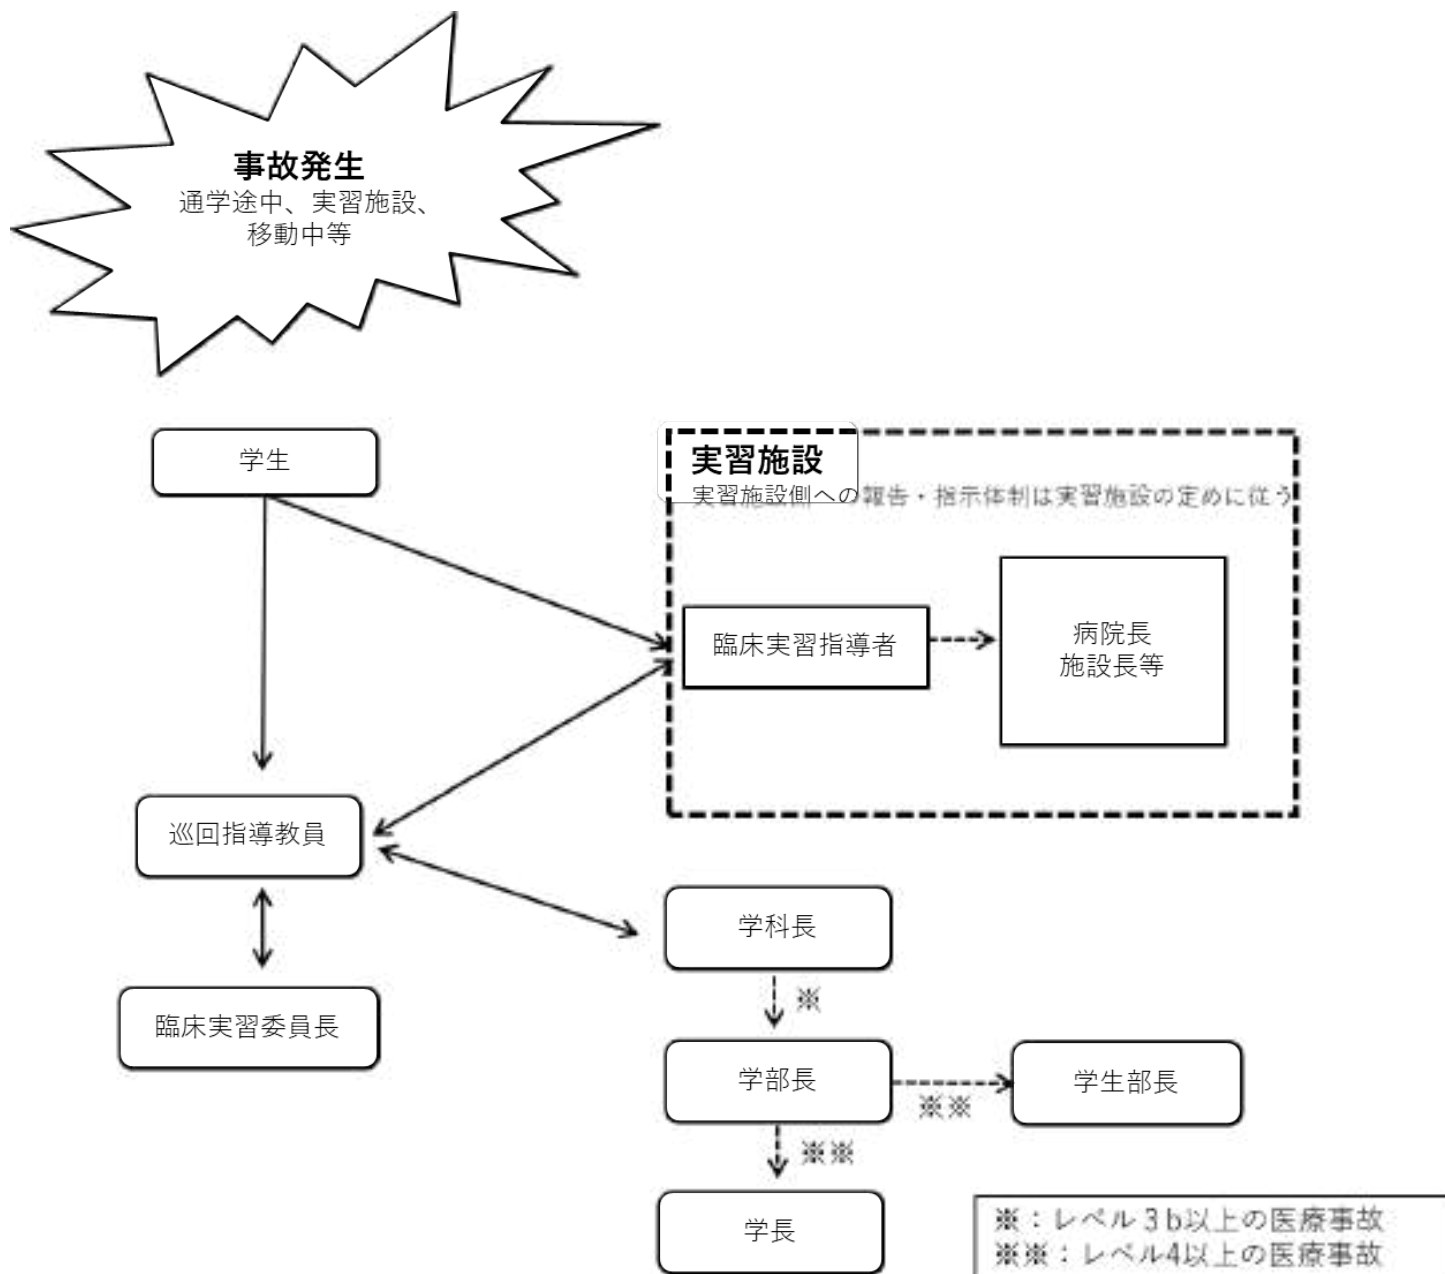 事故発生
通学途中、実習施設、
移動中等
学生
実習施設
実習施設側への報告・指示体制は実習施設の定めに従う
臨床実習指導者
病院長
施設長等
巡回指導教員
学科長
※
臨床実習委員長
学部長
学生部長
※※
※※
学長
※：レベル３b以上の医療事故
※※：レベル4以上の医療事故